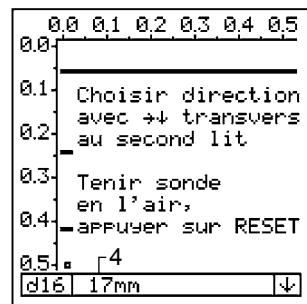 0.0 0.1 0.2 0.3 0.4 0.5
0.0
0.1
Choisir direction
avec →↓ transvers
0.2
au second lit
0.3
Tenir sonde
en l'air,
0.4
appuyer sur RESET
4
0.5
d16 17mm ↓